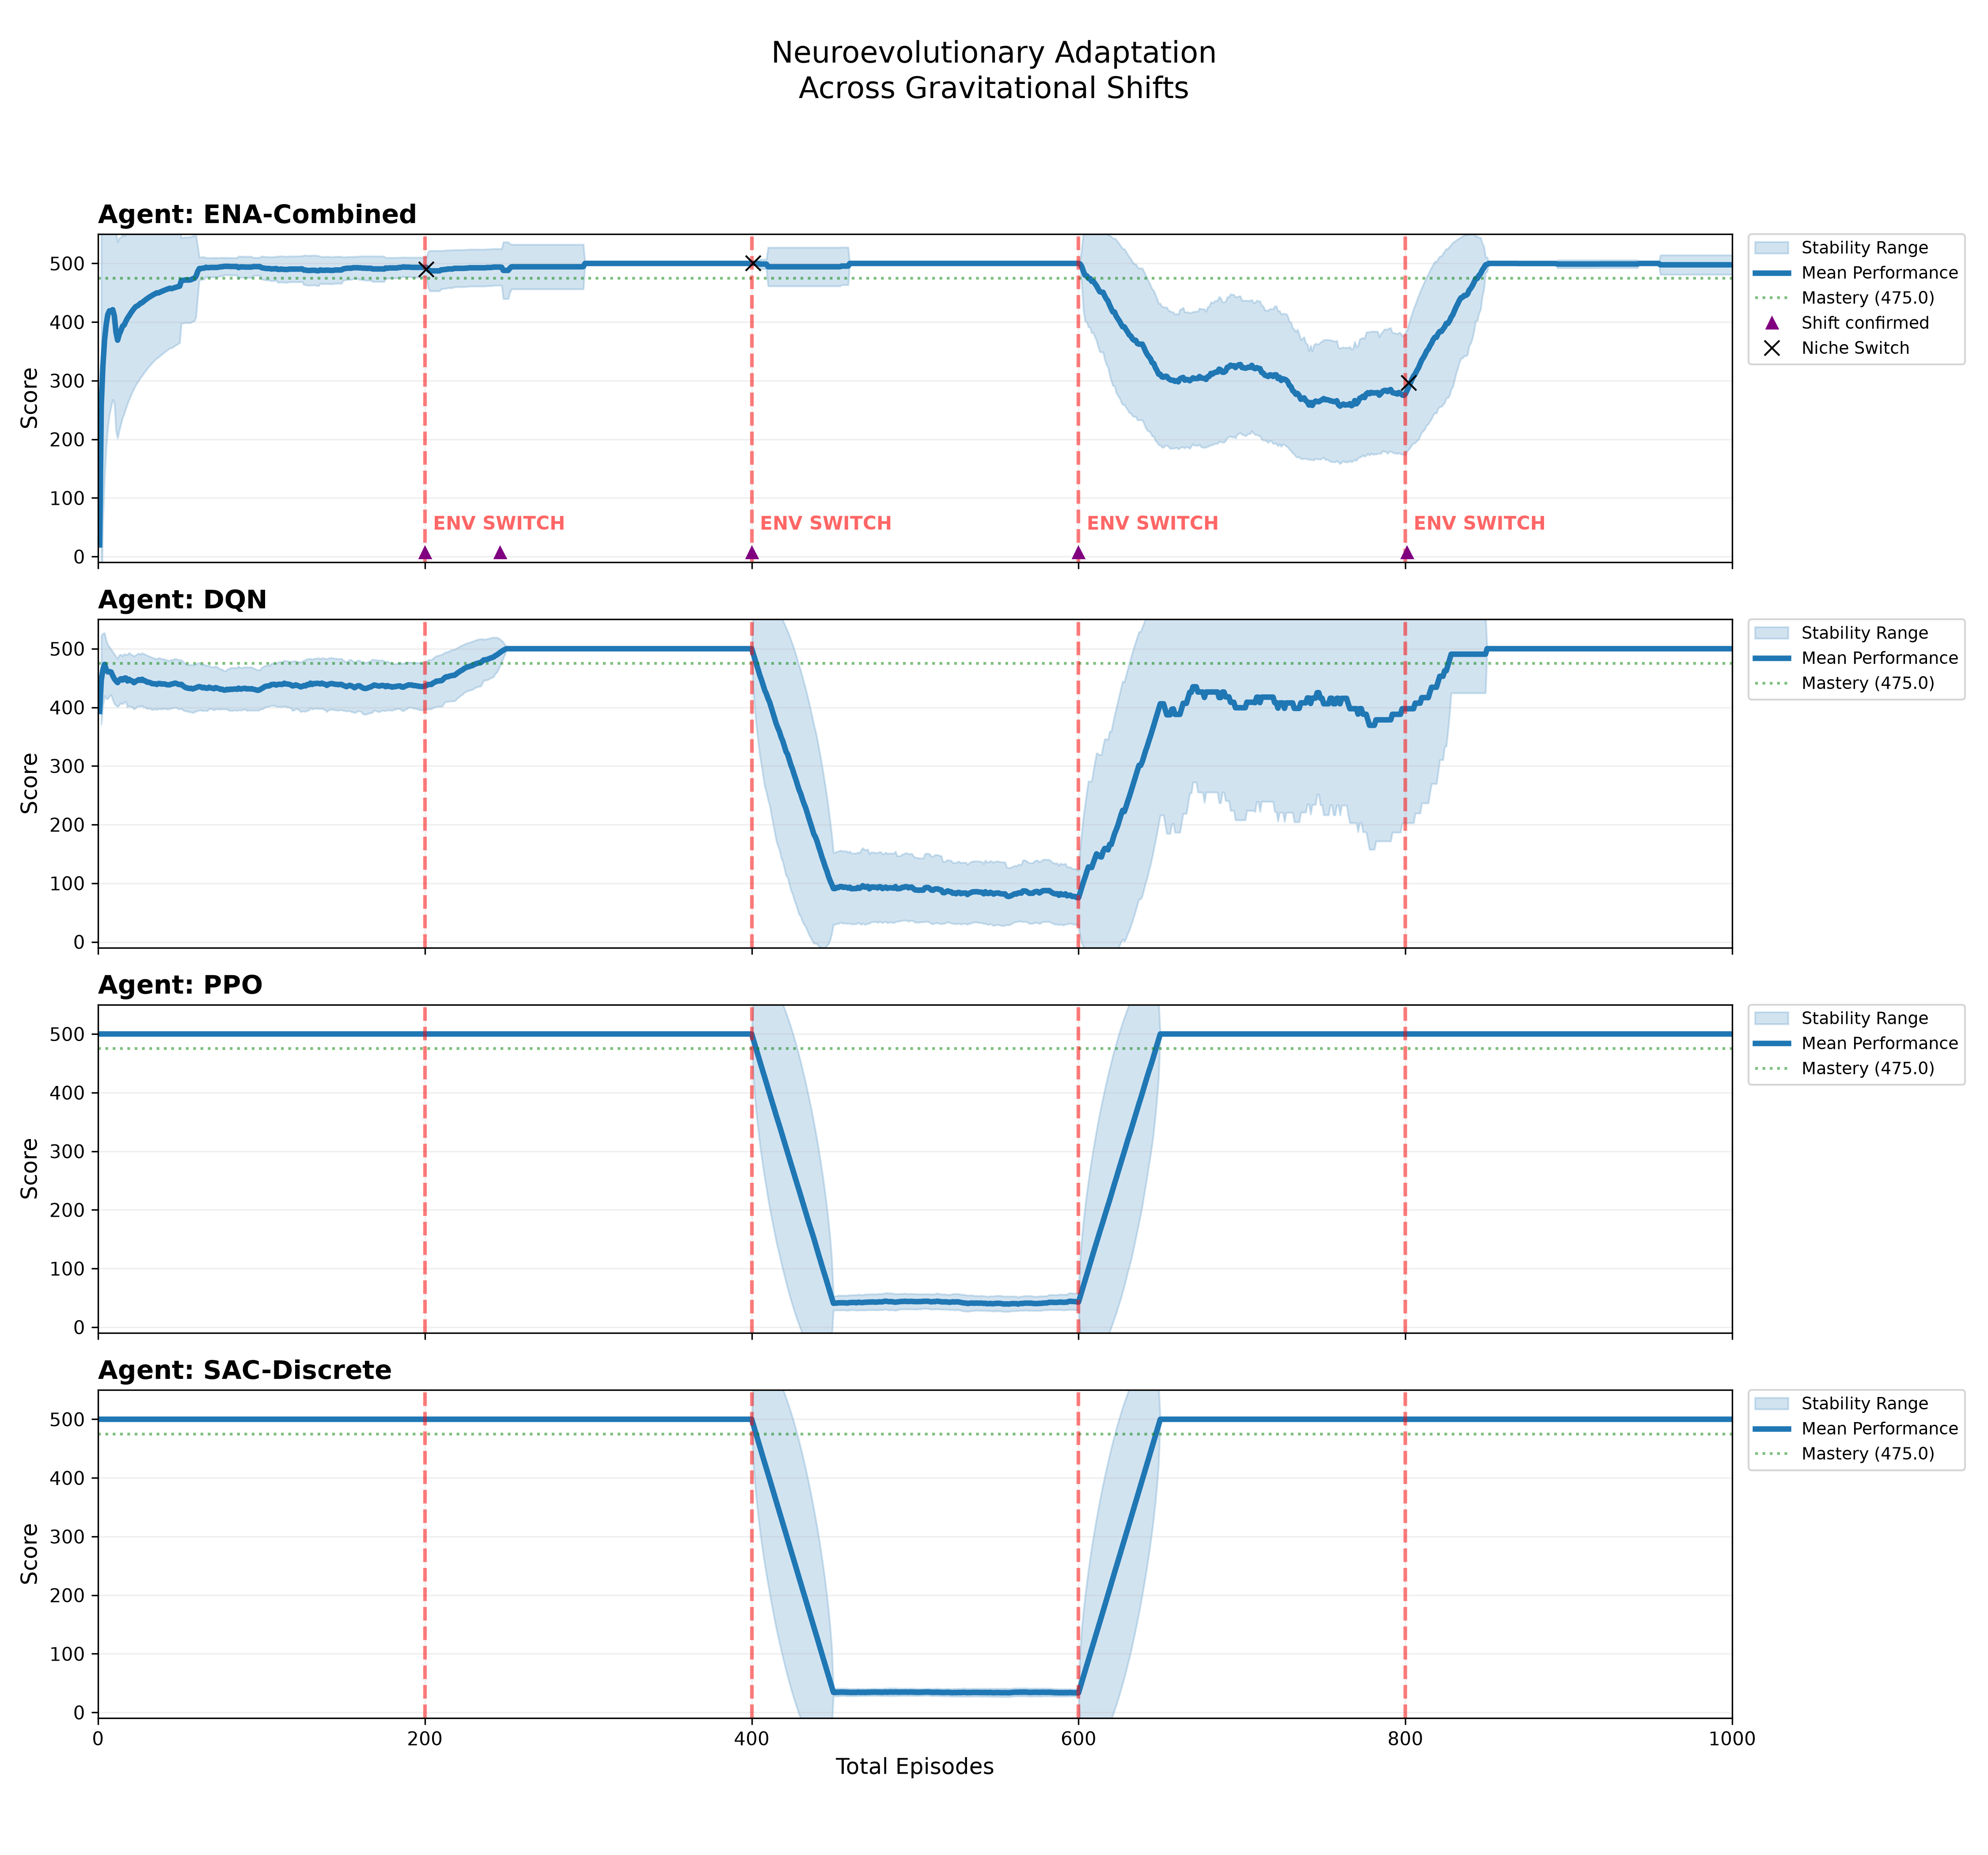 Neuroevolutionary Adaptation
Across Gravitational Shifts
Agent: ENA-Combined
Score
500
400
300
200
100
0
ENV SWITCH
ENV SWITCH
ENV SWITCH
ENV SWITCH
Stability Range
Mean Performance
Mastery (475.0)
Shift confirmed
Niche Switch
Agent: DQN
Score
500
400
300
200
100
0
Stability Range
Mean Performance
Mastery (475.0)
Agent: PPO
Score
500
400
300
200
100
0
Stability Range
Mean Performance
Mastery (475.0)
Agent: SAC-Discrete
Score
500
400
300
200
100
0
Stability Range
Mean Performance
Mastery (475.0)
0
200
400
600
800
1000
Total Episodes